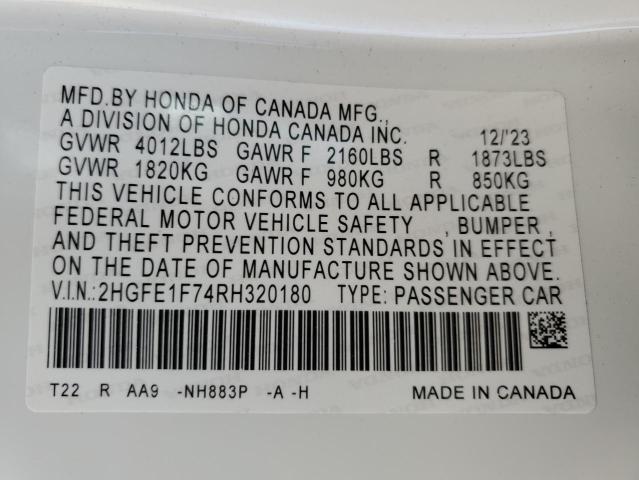 MFD.BY HONDA OF CANADA MFG.,
A DIVISION OF HONDA CANADA INC. 12/'23
GVWR 4012LBS GAWR F 2160LBS R 1873LBS
GVWR 1820KG GAWR F 980KG R 850KG
THIS VEHICLE CONFORMS TO ALL APPLICABLE
FEDERAL MOTOR VEHICLE SAFETY , BUMPER ,
AND THEFT PREVENTION STANDARDS IN EFFECT
ON THE DATE OF MANUFACTURE SHOWN ABOVE.
V.I.N.:2HGFE1F74RH320180 TYPE: PASSENGER CAR
T22 R AA9 -NH883P -A -H MADE IN CANADA